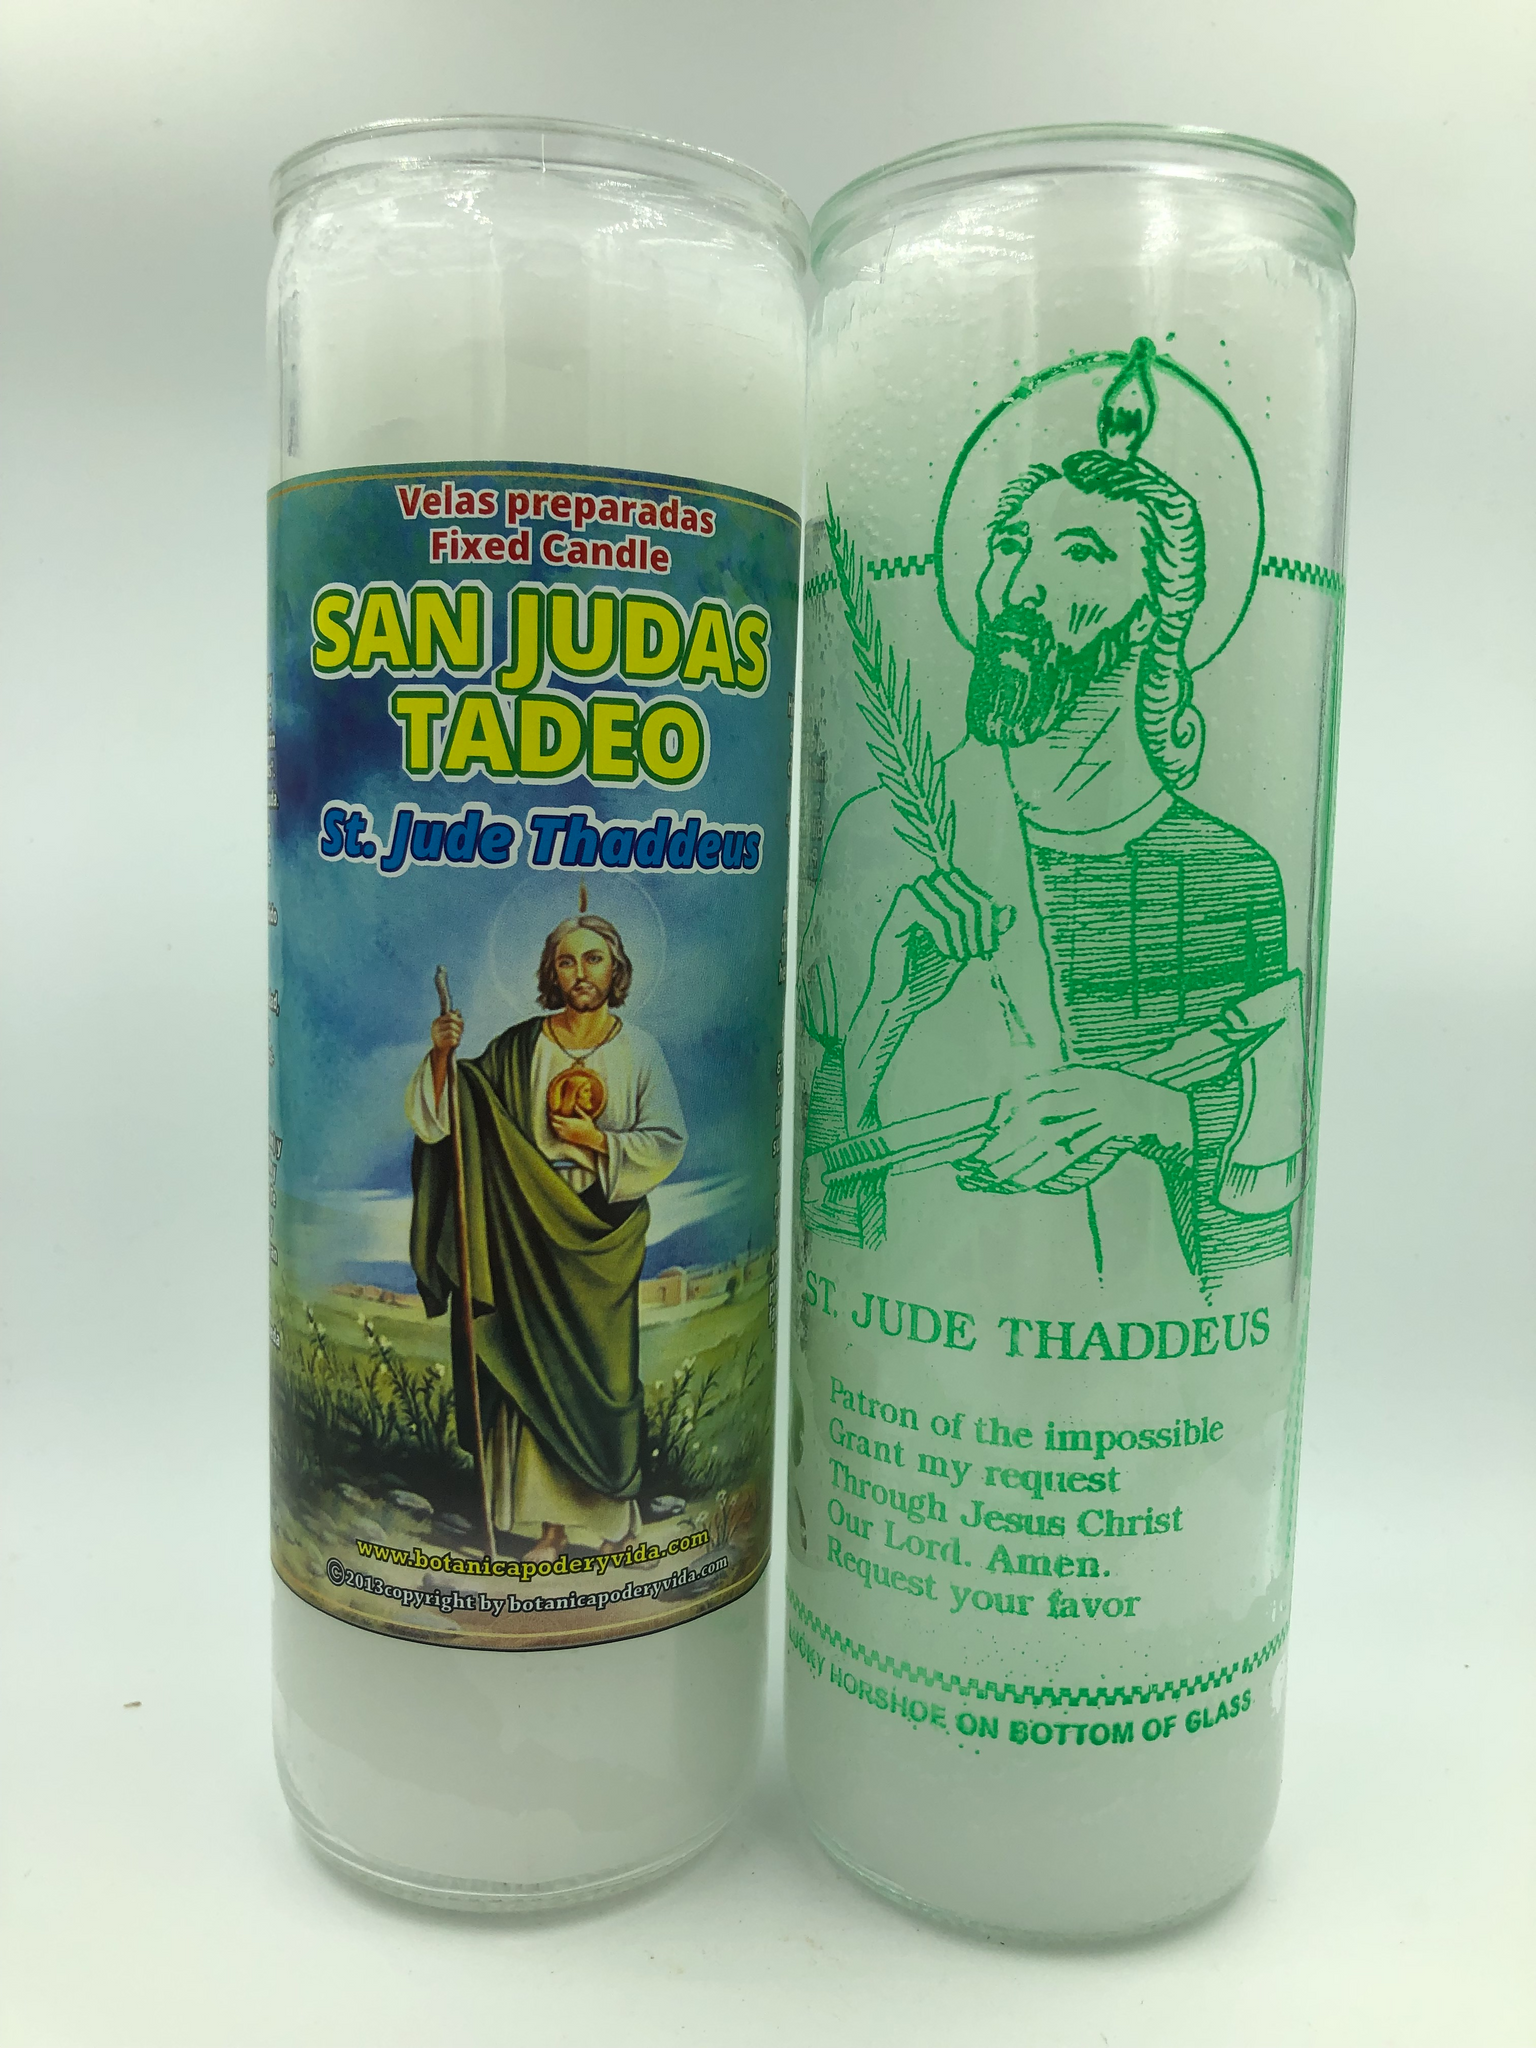 Velas preparadas
Fixed Candle
SAN JUDAS
TADEO
St. Jude Thaddeus
www.botanicapoderyvida.com
©2013copyright by botanicapoderyvida.com
ST. JUDE THADDEUS
Patron of the impossible
Grant my request
Through Jesus Christ
Our Lord. Amen.
Request your favor
LUCKY HORSHOE ON BOTTOM OF GLASS